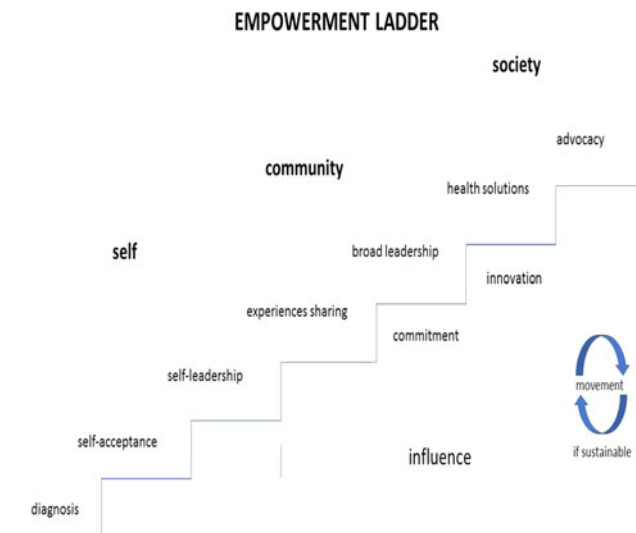 EMPOWERMENT LADDER
society
advocacy
community
health solutions
self
broad leadership
innovation
experiences sharing
commitment
self-leadership
movement
self-acceptance
influence
if sustainable
diagnosis